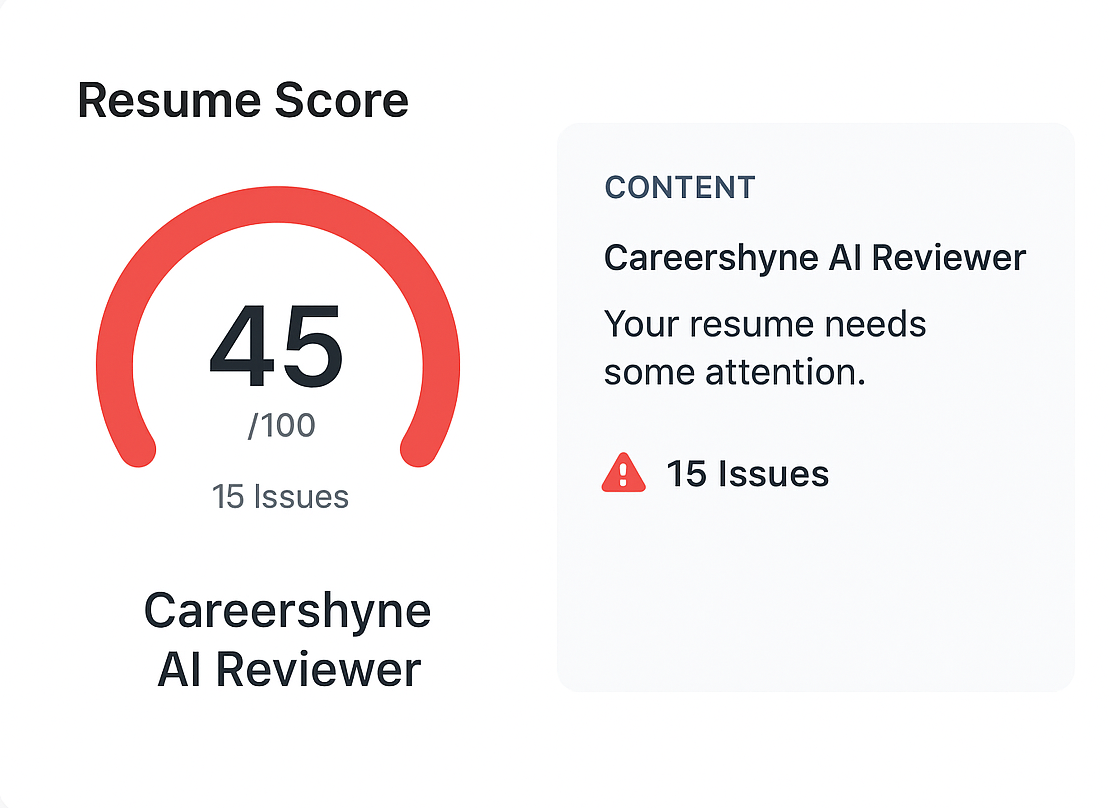 Resume Score
45
/100
15 Issues
Careershyne
AI Reviewer
CONTENT
Careershyne AI Reviewer
Your resume needs
some attention.
15 Issues